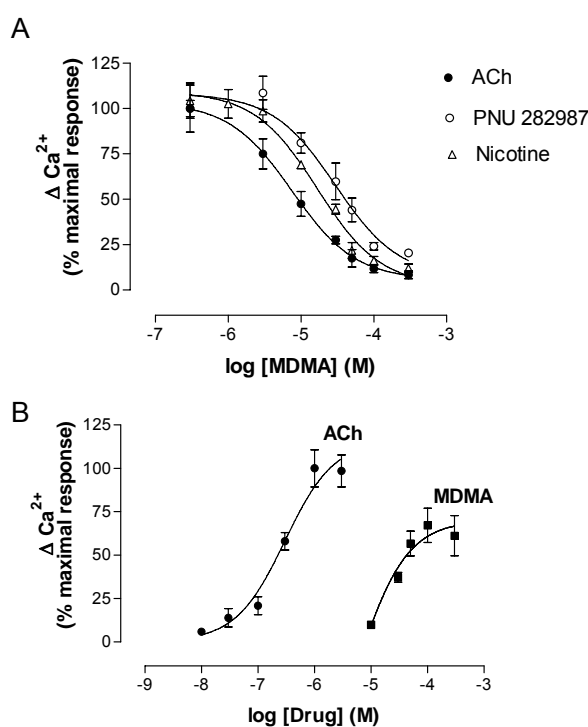 A
ACh
PNU 282987
Nicotine
Δ Ca2+
(% maximal response)
125
100
75
50
25
0
-7 -6 -5 -4 -3
log [MDMA] (M)
B
ACh
MDMA
Δ Ca2+
(% maximal response)
125
100
75
50
25
0
-9 -8 -7 -6 -5 -4 -3
log [Drug] (M)